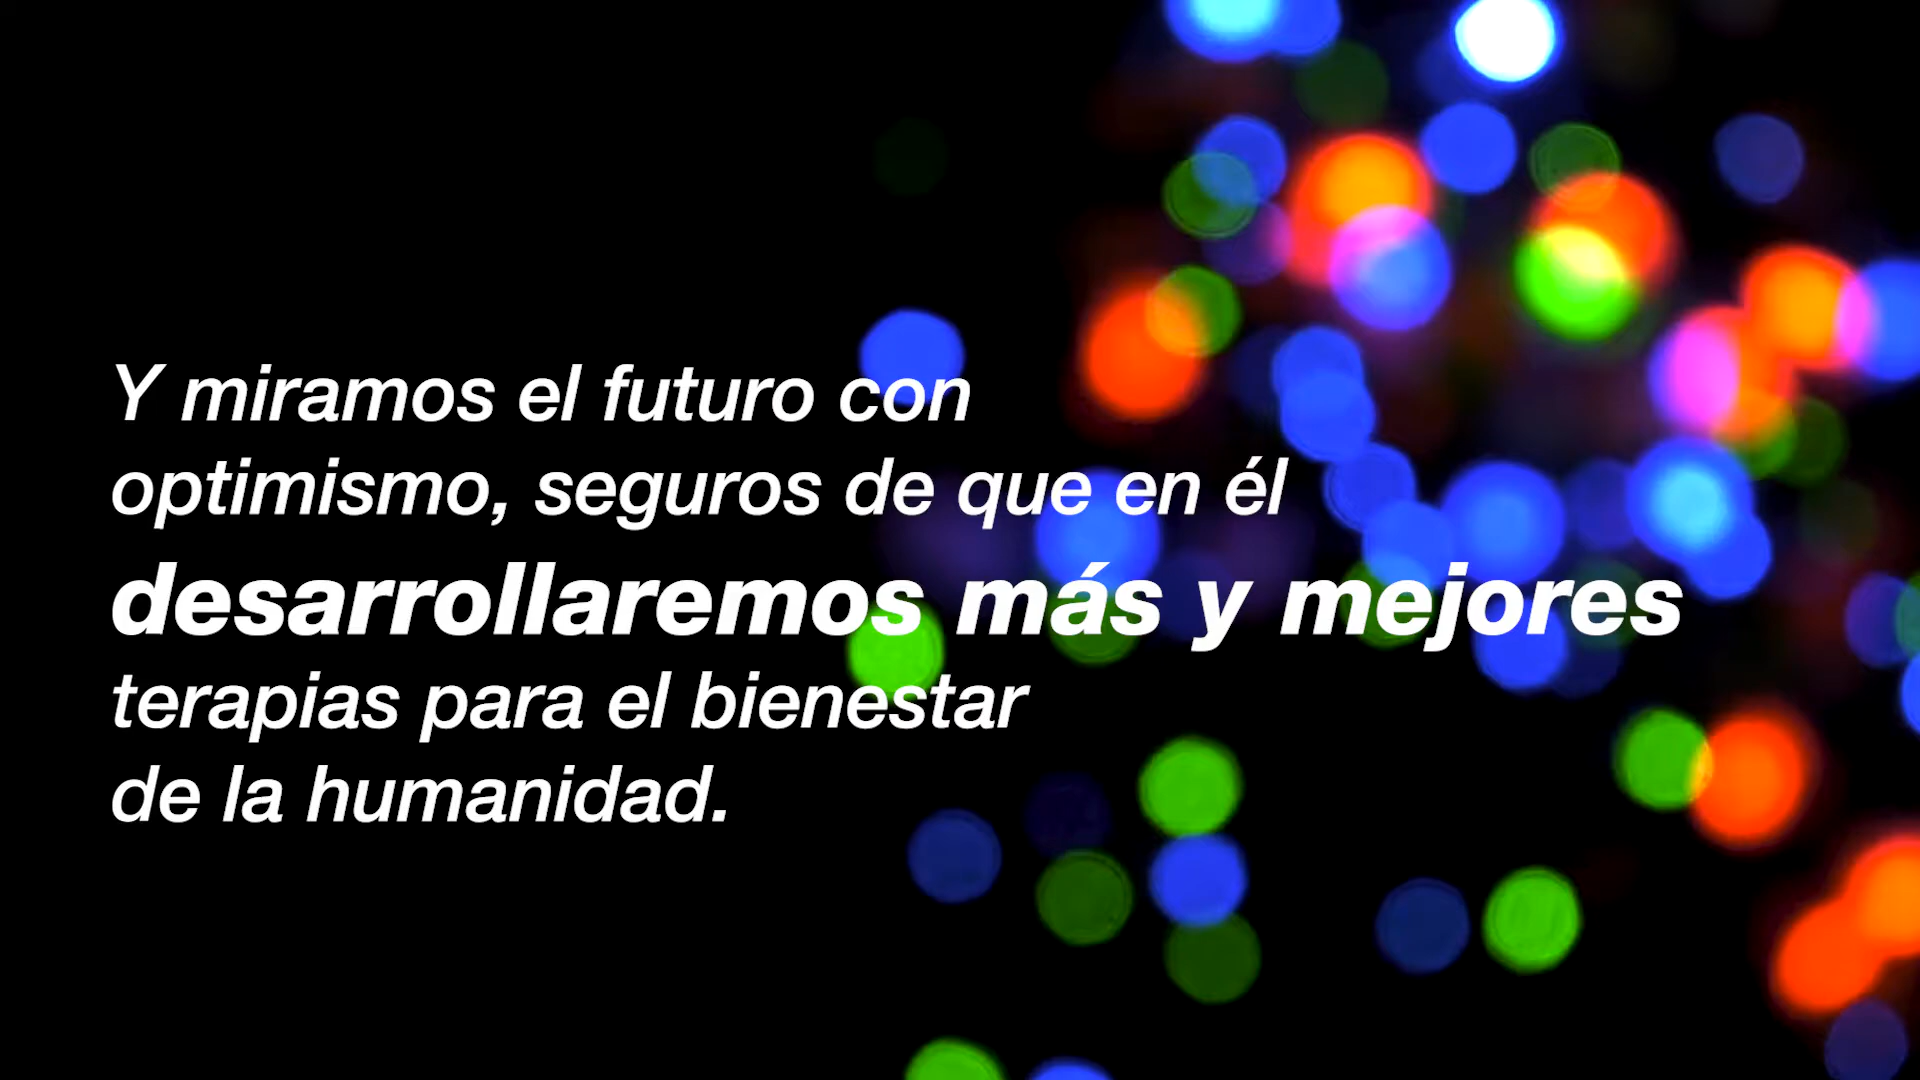 Y miramos el futuro con
optimismo, seguros de que en él
desarrollaremos más y mejores
terapias para el bienestar
de la humanidad.